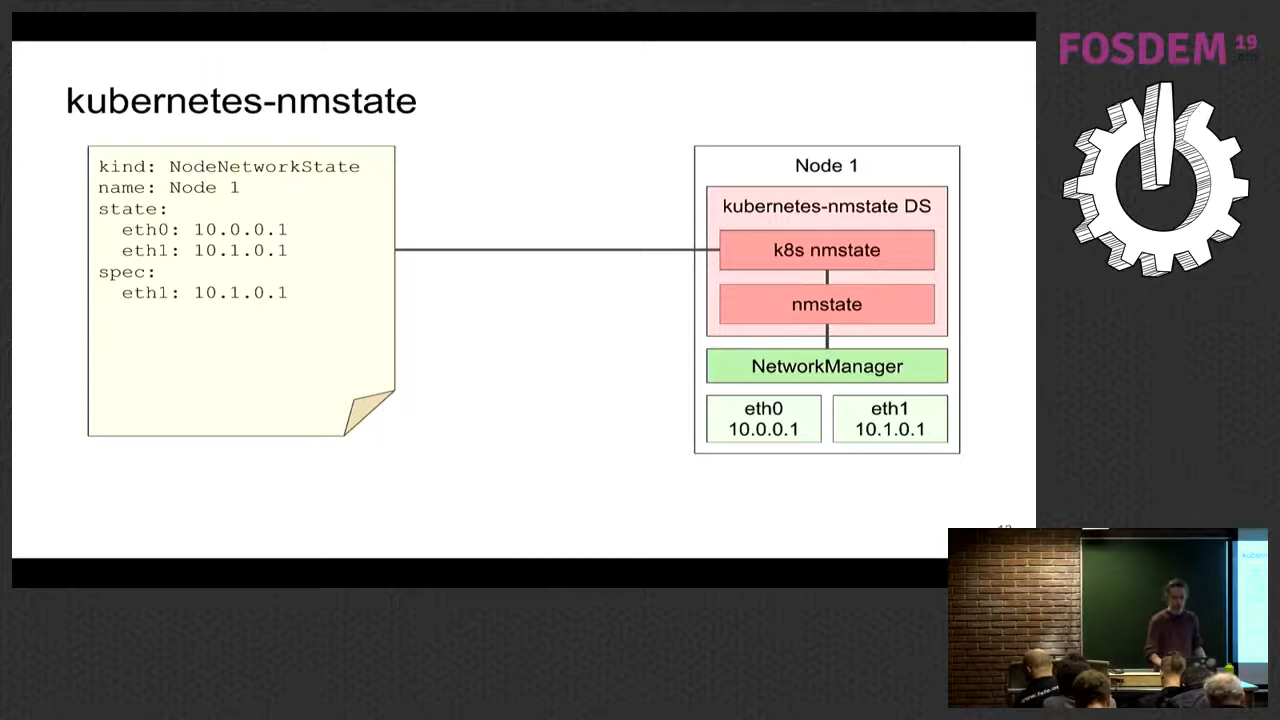 FOSDEM 19
.org
kubernetes-nmstate
kind: NodeNetworkState
name: Node 1
state:
eth0: 10.0.0.1
eth1: 10.1.0.1
spec:
eth1: 10.1.0.1
Node 1
kubernetes-nmstate DS
k8s nmstate
nmstate
NetworkManager
eth0
10.0.0.1
eth1
10.1.0.1
kubern